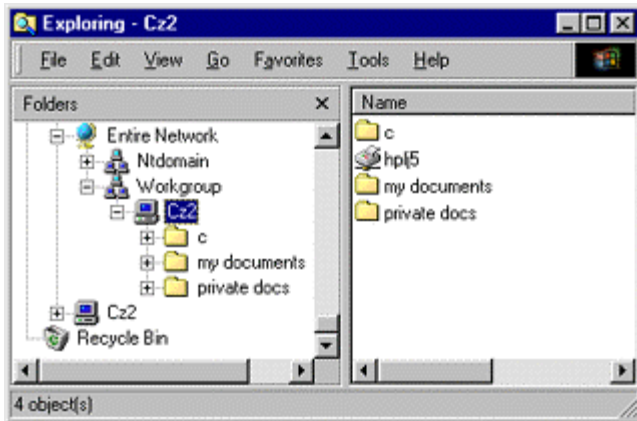 Exploring - Cz2
File Edit View Go Favorites Tools Help
Folders
Entire Network
Ntdomain
Workgroup
Cz2
c
my documents
private docs
Cz2
Recycle Bin
Name
c
hplj5
my documents
private docs
4 object(s)